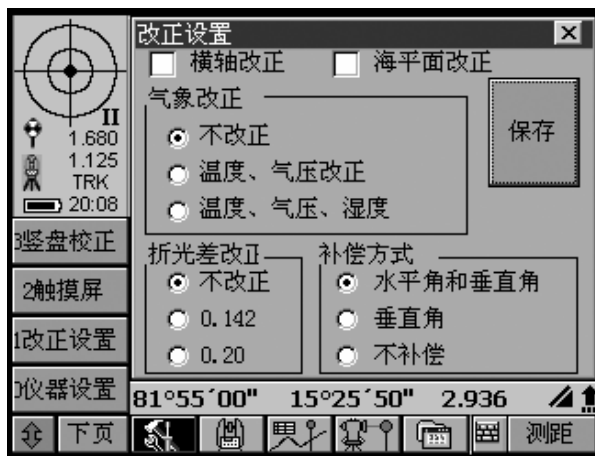 改正设置
横轴改正 海平面改正
气象改正
不改正
温度、气压改正
温度、气压、湿度
保存
折光差改正
不改正
0.142
0.20
补偿方式
水平角和垂直角
垂直角
不补偿
II
1.680
1.125
TRK
20:08
3竖盘校正
2触摸屏
1改正设置
仪器设置
81°55´00" 15°25´50" 2.936
下页
测距